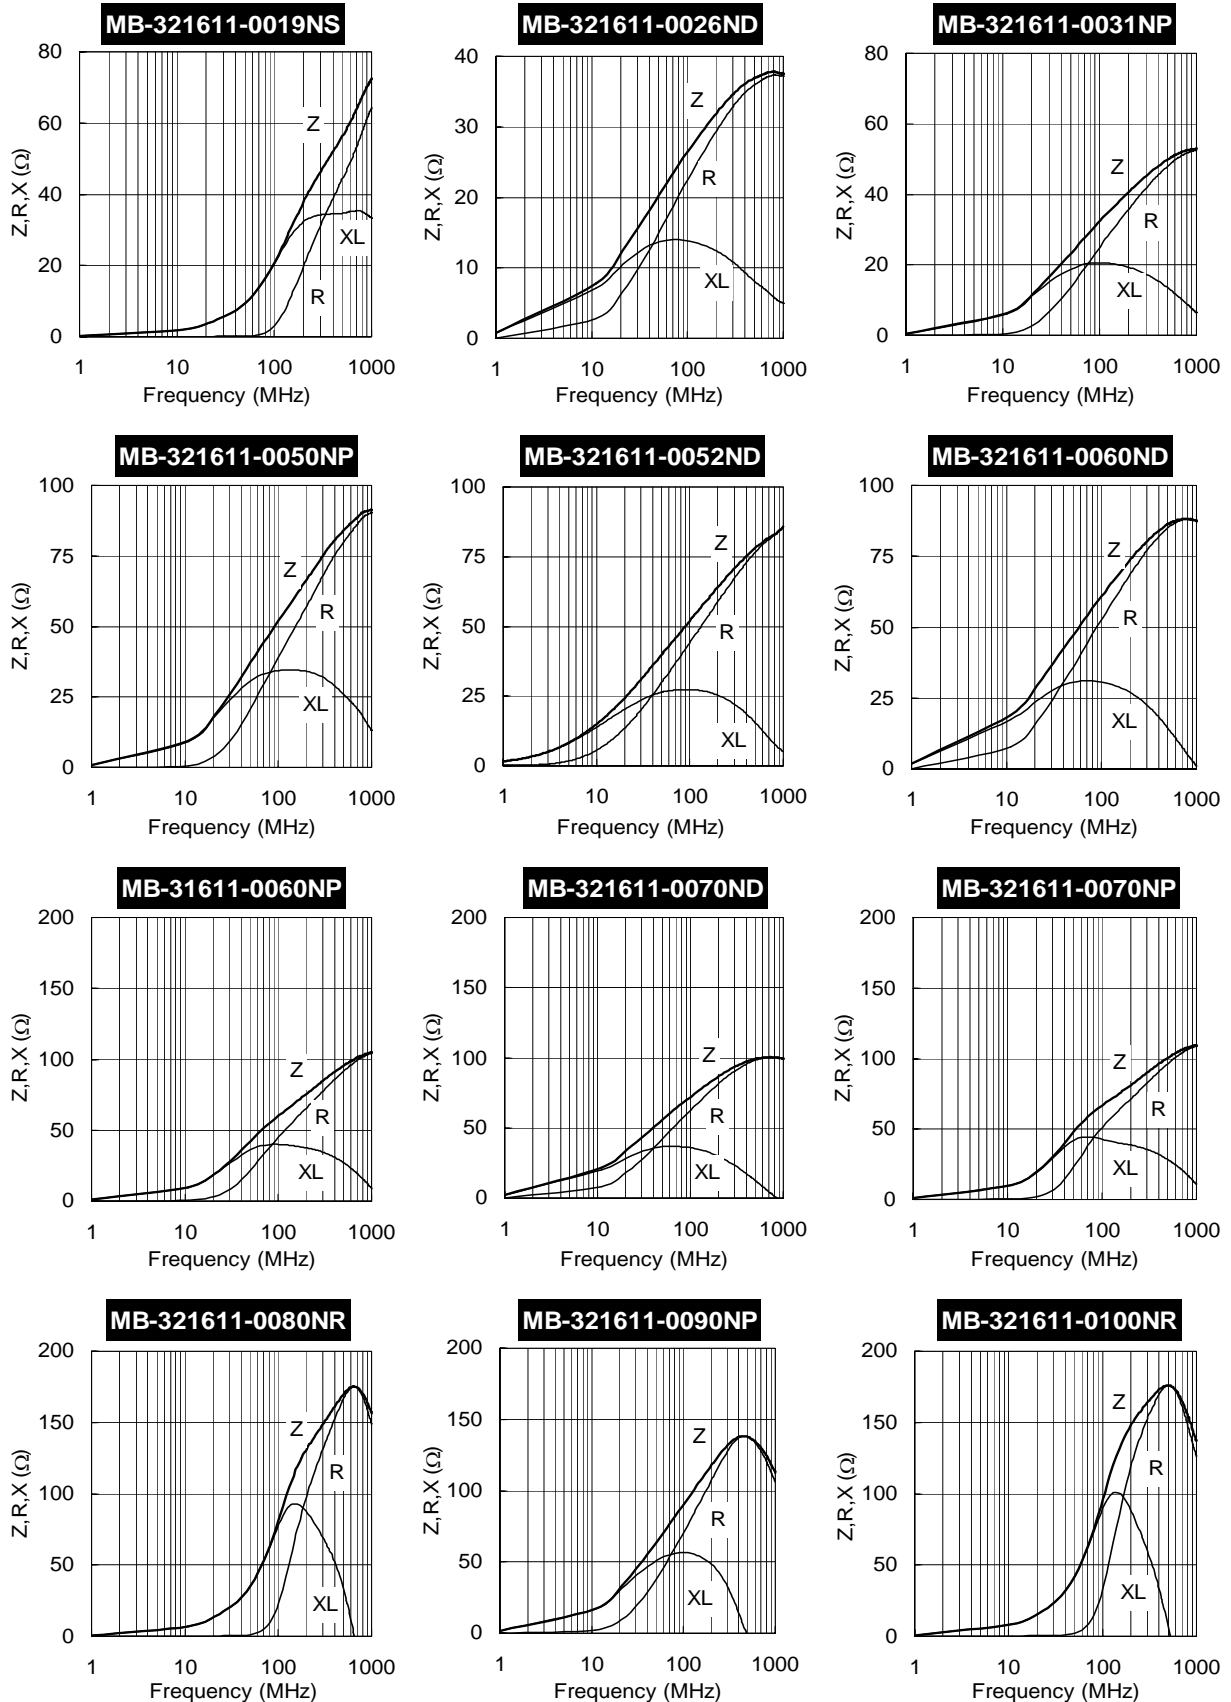 MB-321611-0019NS
80
60
40
20
0
Z,R,X (Ω)
Z
XL
R
1 10 100 1000
Frequency (MHz)
MB-321611-0026ND
40
30
20
10
0
Z,R,X (Ω)
Z
R
XL
1 10 100 1000
Frequency (MHz)
MB-321611-0031NP
80
60
40
20
0
Z,R,X (Ω)
Z
R
XL
1 10 100 1000
Frequency (MHz)
MB-321611-0050NP
100
75
50
25
0
Z,R,X (Ω)
Z
R
XL
1 10 100 1000
Frequency (MHz)
MB-321611-0052ND
100
75
50
25
0
Z,R,X (Ω)
Z
R
XL
1 10 100 1000
Frequency (MHz)
MB-321611-0060ND
100
75
50
25
0
Z,R,X (Ω)
Z
R
XL
1 10 100 1000
Frequency (MHz)
MB-31611-0060NP
200
150
100
50
0
Z,R,X (Ω)
Z
R
XL
1 10 100 1000
Frequency (MHz)
MB-321611-0070ND
200
150
100
50
0
Z,R,X (Ω)
Z
R
XL
1 10 100 1000
Frequency (MHz)
MB-321611-0070NP
200
150
100
50
0
Z,R,X (Ω)
Z
R
XL
1 10 100 1000
Frequency (MHz)
MB-321611-0080NR
200
150
100
50
0
Z,R,X (Ω)
Z
R
XL
1 10 100 1000
Frequency (MHz)
MB-321611-0090NP
200
150
100
50
0
Z,R,X (Ω)
Z
R
XL
1 10 100 1000
Frequency (MHz)
MB-321611-0100NR
200
150
100
50
0
Z,R,X (Ω)
Z
R
XL
1 10 100 1000
Frequency (MHz)